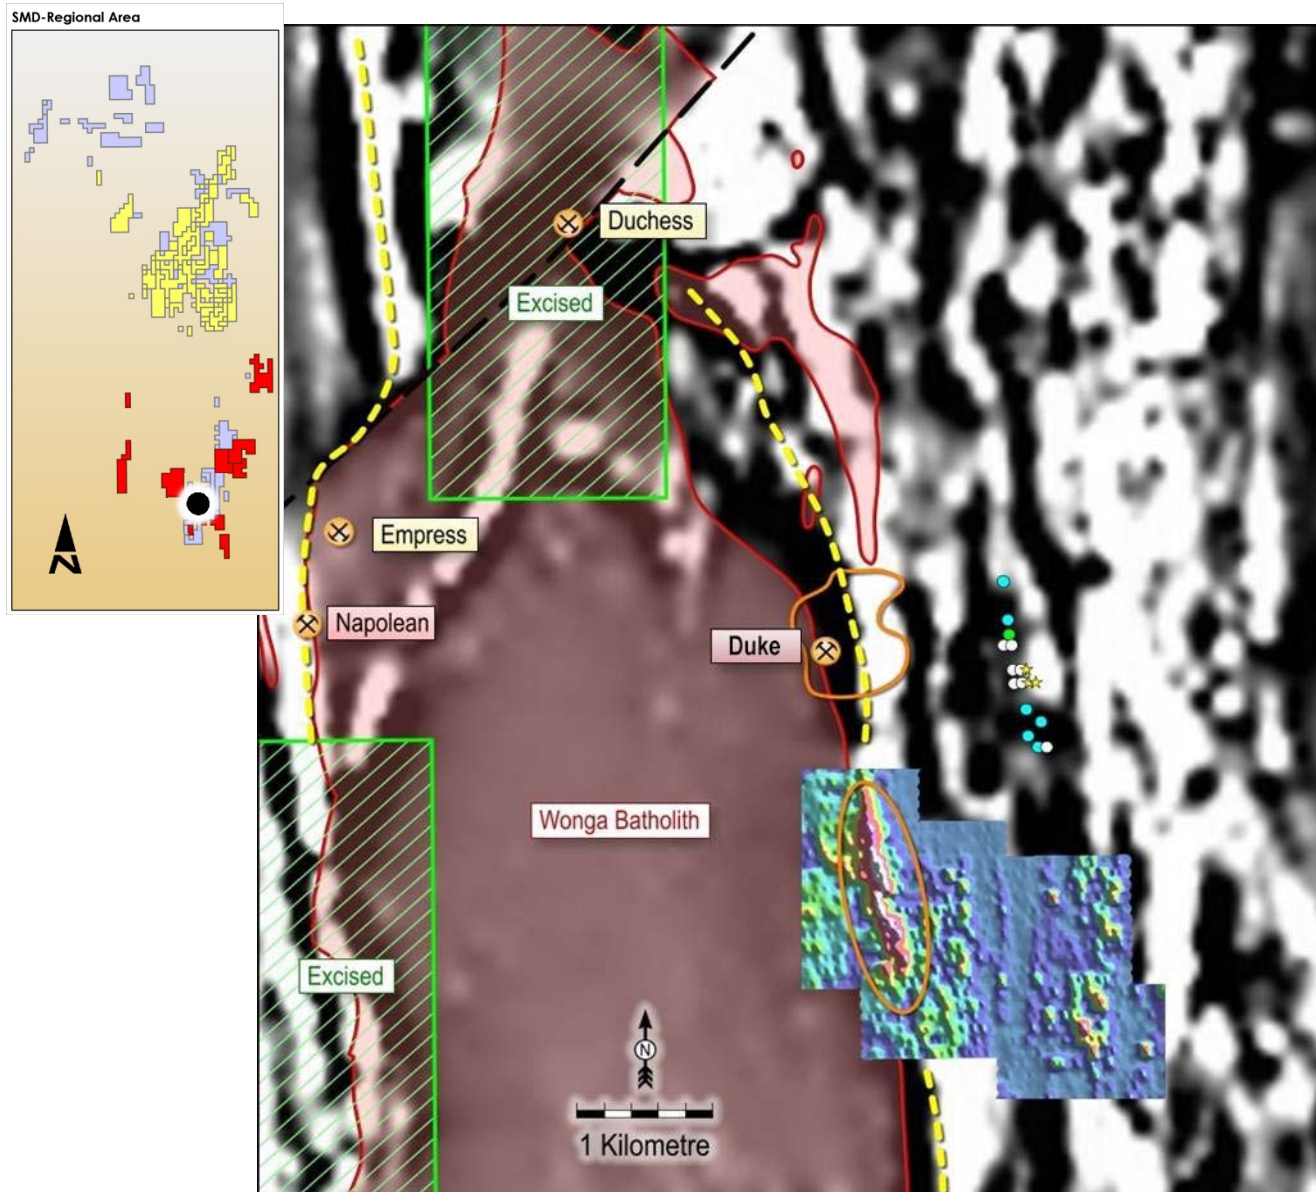 SMD-Regional Area
N
Duchess
Excised
Empress
Napolean
Duke
Wonga Batholith
Excised
N
1 Kilometre